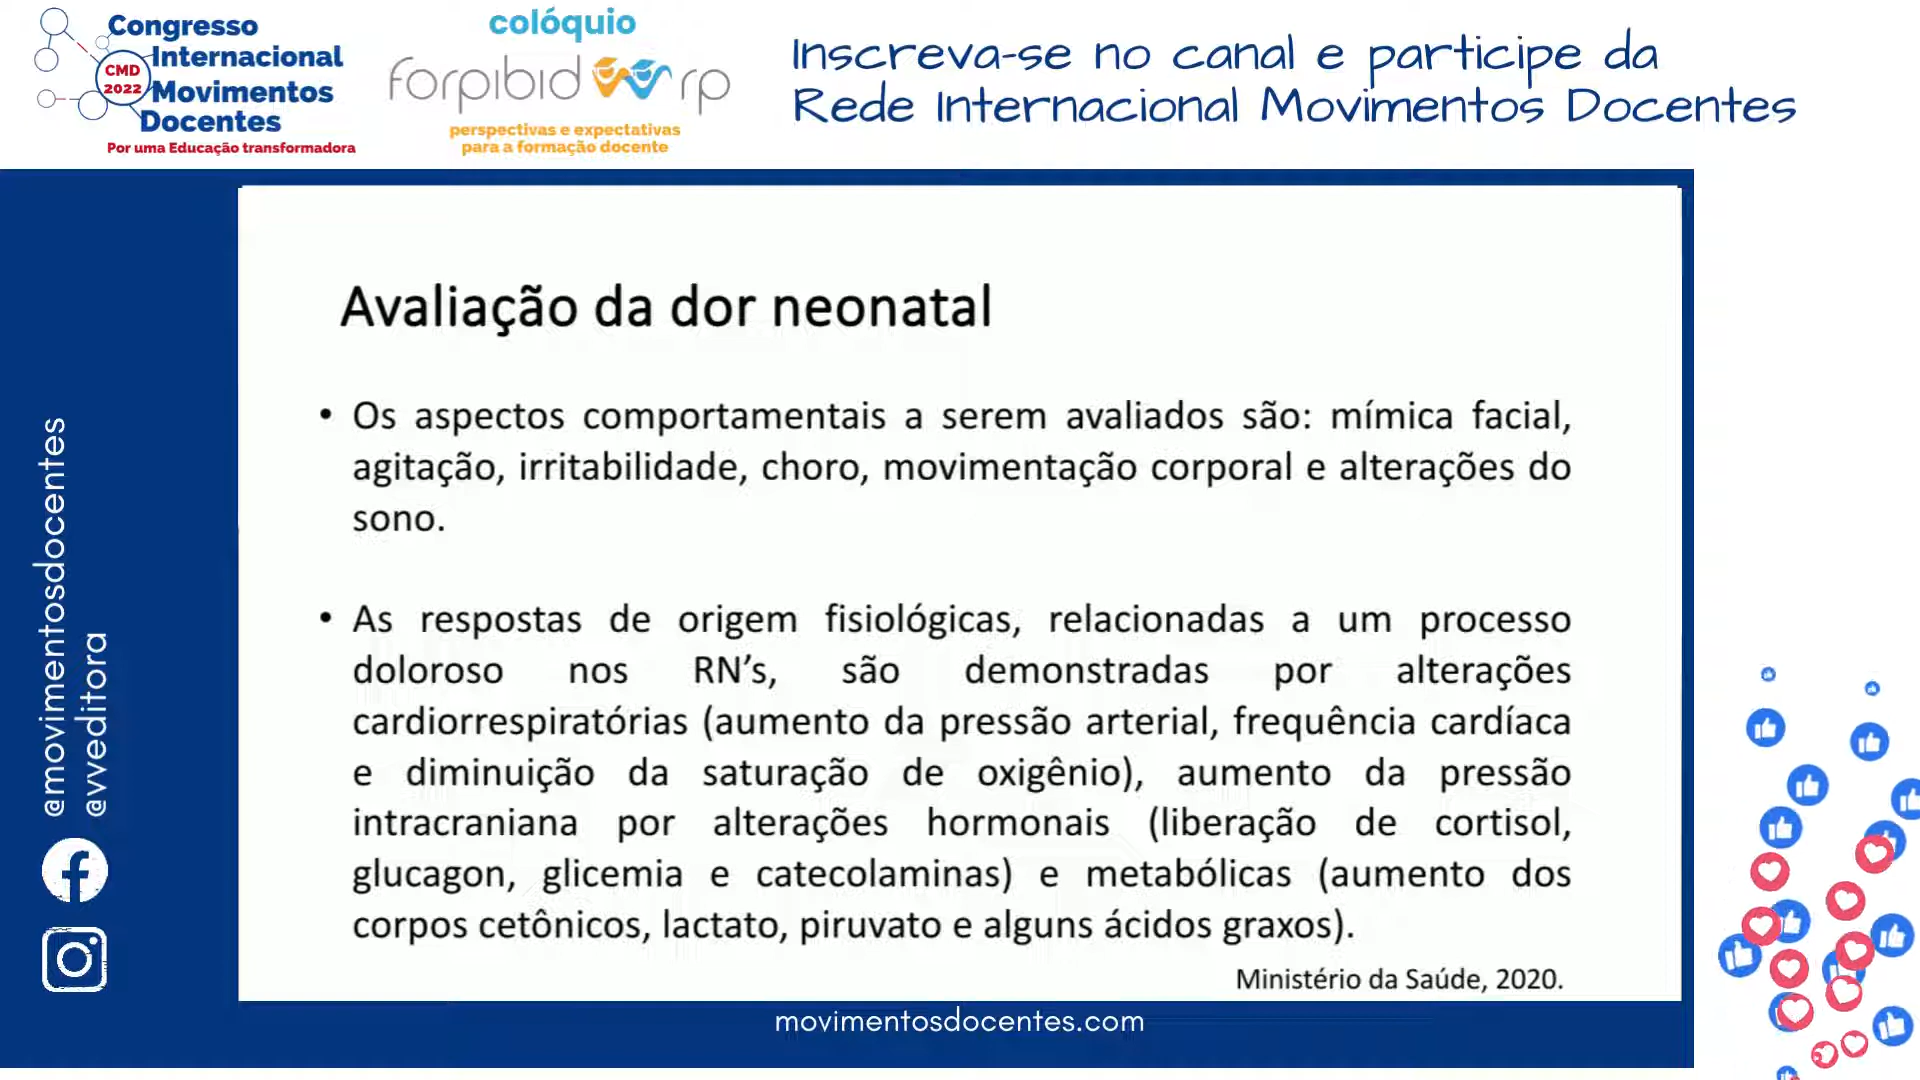 Congresso
Internacional
CMD
2022
Movimentos
Docentes
Por uma Educação transformadora
colóquio
forpibid rp
perspectivas e expectativas
para a formação docente
Inscreva-se no canal e participe da
Rede Internacional Movimentos Docentes
Avaliação da dor neonatal
• Os aspectos comportamentais a serem avaliados são: mímica facial,
agitação, irritabilidade, choro, movimentação corporal e alterações do
sono.
• As respostas de origem fisiológicas, relacionadas a um processo
doloroso nos RN’s, são demonstradas por alterações
cardiorrespiratórias (aumento da pressão arterial, frequência cardíaca
e diminuição da saturação de oxigênio), aumento da pressão
intracraniana por alterações hormonais (liberação de cortisol,
glucagon, glicemia e catecolaminas) e metabólicas (aumento dos
corpos cetônicos, lactato, piruvato e alguns ácidos graxos).
Ministério da Saúde, 2020.
@movimentosdocentes
@vveditora
movimentosdocentes.com